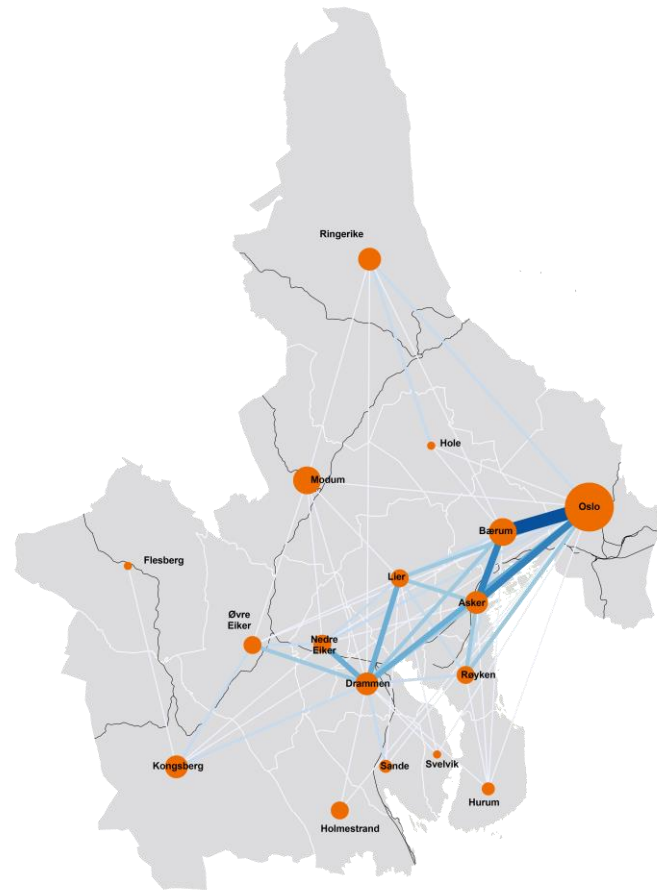 Ringerike
Hole
Modum
Oslo
Bærum
Flesberg
Lier
Asker
Øvre
Eiker
Nedre
Eiker
Røyken
Drammen
Kongsberg
Sande
Svelvik
Hurum
Holmestrand